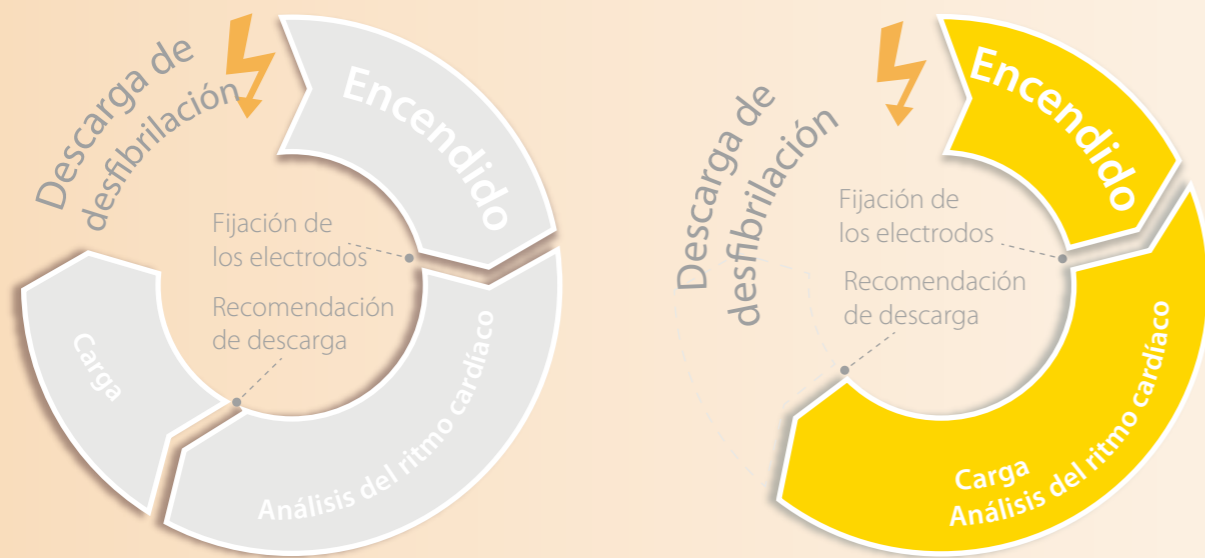 Descarga de
desfibrilación
Encendido
Fijación de
los electrodos
Recomendación
de descarga
Carga
Análisis del ritmo cardíaco
Descarga de
desfibrilación
Encendido
Fijación de
los electrodos
Recomendación
de descarga
Carga
Análisis del ritmo cardíaco